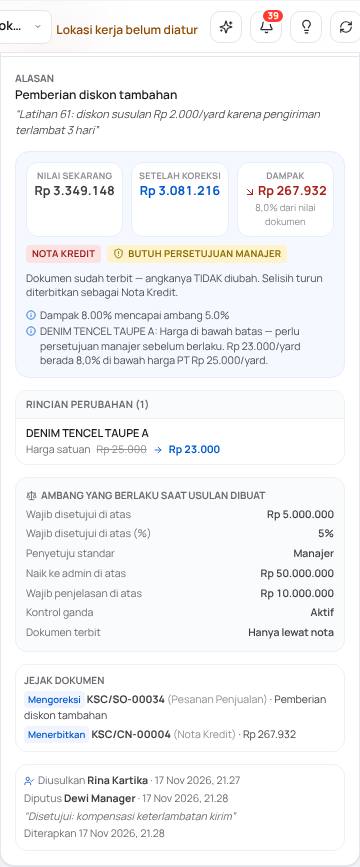 ok...
Lokasi kerja belum diatur
39
ALASAN
Pemberian diskon tambahan
"Latihan 61: diskon susulan Rp 2.000/yard karena pengiriman
terlambat 3 hari"
NILAI SEKARANG
Rp 3.349.148
SETELAH KOREKSI
Rp 3.081.216
DAMPAK
↘ Rp 267.932
8,0% dari nilai
dokumen
NOTA KREDIT
BUTUH PERSETUJUAN MANAJER
Dokumen sudah terbit — angkanya TIDAK diubah. Selisih turun
diterbitkan sebagai Nota Kredit.
Dampak 8.00% mencapai ambang 5.0%
DENIM TENCEL TAUPE A: Harga di bawah batas — perlu
persetujuan manajer sebelum berlaku. Rp 23.000/yard
berada 8,0% di bawah harga PT Rp 25.000/yard.
RINCIAN PERUBAHAN (1)
DENIM TENCEL TAUPE A
Harga satuan Rp 25.000 → Rp 23.000
AMBANG YANG BERLAKU SAAT USULAN DIBUAT
Wajib disetujui di atas Rp 5.000.000
Wajib disetujui di atas (%) 5%
Penyetuju standar Manajer
Naik ke admin di atas Rp 50.000.000
Wajib penjelasan di atas Rp 10.000.000
Kontrol ganda Aktif
Dokumen terbit Hanya lewat nota
JEJAK DOKUMEN
Mengoreksi KSC/SO-00034 (Pesanan Penjualan) · Pemberian
diskon tambahan
Menerbitkan KSC/CN-00004 (Nota Kredit) · Rp 267.932
Diusulkan Rina Kartika · 17 Nov 2026, 21.27
Diputus Dewi Manager · 17 Nov 2026, 21.28
"Disetujui: kompensasi keterlambatan kirim"
Diterapkan 17 Nov 2026, 21.28